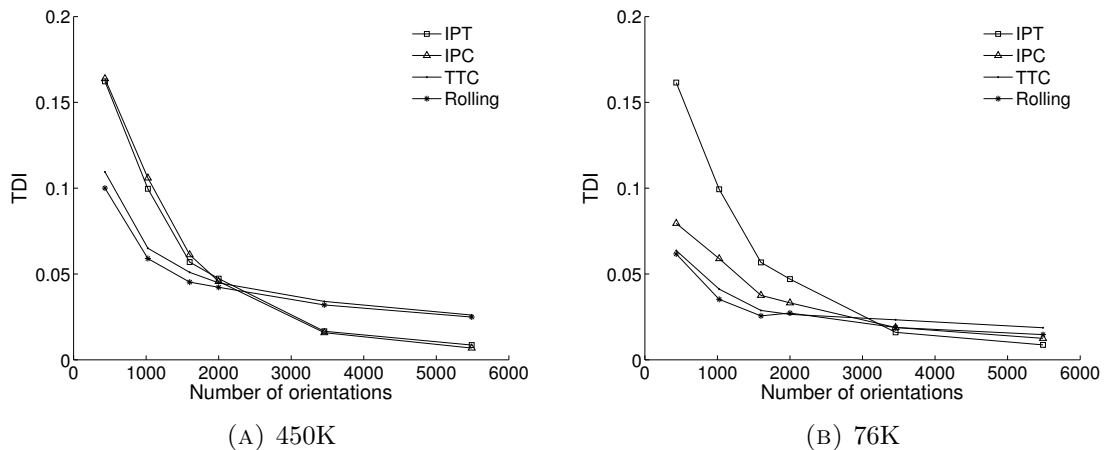 0.2
0.15
0.1
0.05
0
TDI
IPT
IPC
TTC
Rolling
0 1000 2000 3000 4000 5000 6000
Number of orientations
(A) 450K
0.2
0.15
0.1
0.05
0
TDI
IPT
IPC
TTC
Rolling
0 1000 2000 3000 4000 5000 6000
Number of orientations
(B) 76K